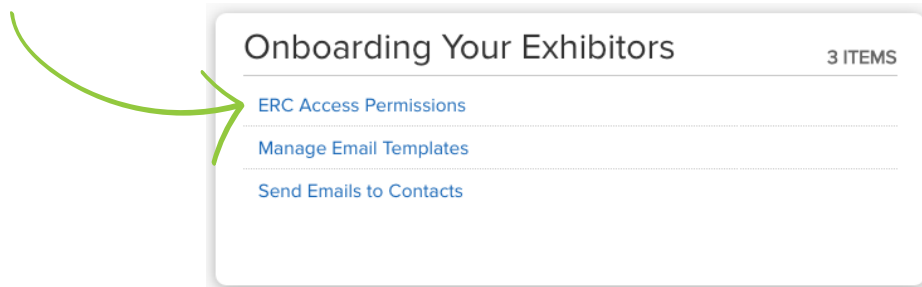 Onboarding Your Exhibitors
3 ITEMS
ERC Access Permissions
Manage Email Templates
Send Emails to Contacts